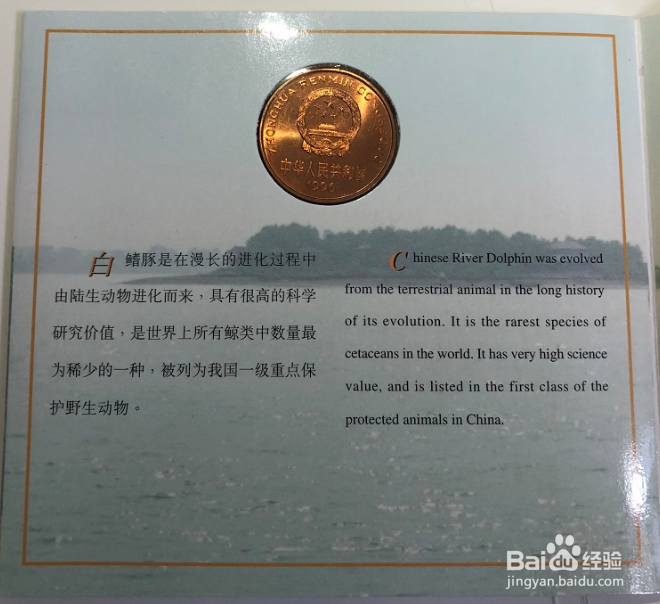 ZHONGHUA RENMIN GONGHEGUO
中华人民共和国
1996
白鳍豚是在漫长的进化过程中
由陆生动物进化而来，具有很高的科学
研究价值，是世界上所有鲸类中数量最
为稀少的一种，被列为我国一级重点保
护野生动物。
Chinese River Dolphin was evolved
from the terrestrial animal in the long history
of its evolution. It is the rarest species of
cetaceans in the world. It has very high science
value, and is listed in the first class of the
protected animals in China.
Bai du 经验
jingyan.baidu.com